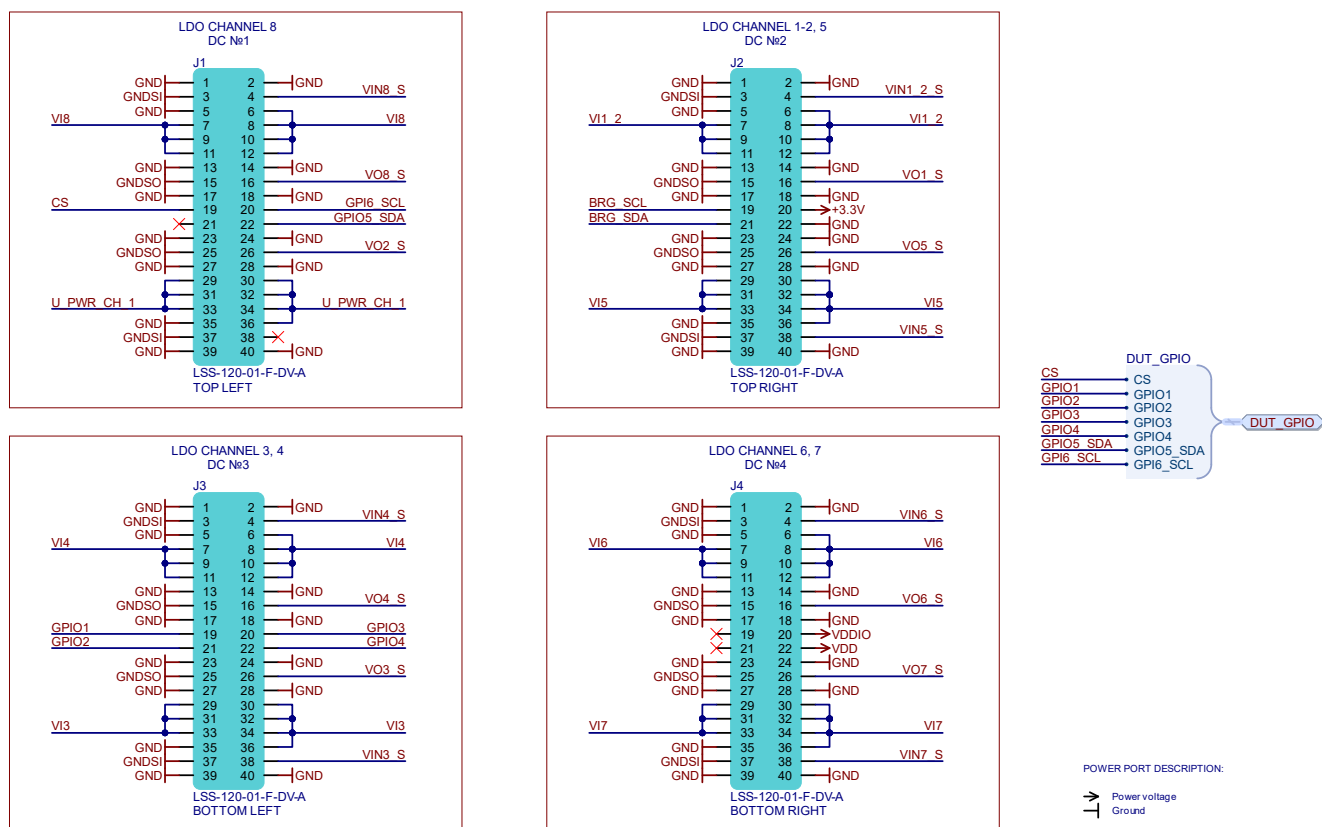 LDO CHANNEL 8
DC №1
J1
GND 1 2 GND
GNDSI 3 4 VIN8_S
GND 5 6
VI8 7 8 VI8
9 10
11 12
GND 13 14 GND
GNDSO 15 16 VO8_S
GND 17 18 GND
CS 19 20 GPI6_SCL
21 22 GPIO5_SDA
GND 23 24 GND
GNDSO 25 26 VO2_S
GND 27 28 GND
29 30
31 32
U_PWR_CH_1 33 34 U_PWR_CH_1
GND 35 36
GNDSI 37 38
GND 39 40 GND
LSS-120-01-F-DV-A
TOP LEFT
LDO CHANNEL 1-2, 5
DC №2
J2
GND 1 2 GND
GNDSI 3 4 VIN1_2_S
GND 5 6
VI1_2 7 8 VI1_2
9 10
11 12
GND 13 14 GND
GNDSO 15 16 VO1_S
GND 17 18 GND
BRG_SCL 19 20 +3.3V
BRG_SDA 21 22 GND
GND 23 24 GND
GNDSO 25 26 VO5_S
GND 27 28 GND
29 30
31 32
VI5 33 34 VI5
GND 35 36
GNDSI 37 38 VIN5_S
GND 39 40 GND
LSS-120-01-F-DV-A
TOP RIGHT
DUT_GPIO
CS CS
GPIO1 GPIO1
GPIO2 GPIO2
GPIO3 GPIO3
GPIO4 GPIO4
GPIO5_SDA GPIO5_SDA
GPI6_SCL GPI6_SCL
DUT_GPIO
LDO CHANNEL 3, 4
DC №3
J3
GND 1 2 GND
GNDSI 3 4 VIN4_S
GND 5 6
VI4 7 8 VI4
9 10
11 12
GND 13 14 GND
GNDSO 15 16 VO4_S
GND 17 18 GND
GPIO1 19 20 GPIO3
GPIO2 21 22 GPIO4
GND 23 24 GND
GNDSO 25 26 VO3_S
GND 27 28 GND
29 30
31 32
VI3 33 34 VI3
GND 35 36
GNDSI 37 38 VIN3_S
GND 39 40 GND
LSS-120-01-F-DV-A
BOTTOM LEFT
LDO CHANNEL 6, 7
DC №4
J4
GND 1 2 GND
GNDSI 3 4 VIN6_S
GND 5 6
VI6 7 8 VI6
9 10
11 12
GND 13 14 GND
GNDSO 15 16 VO6_S
GND 17 18 GND
19 20 VDDIO
21 22 VDD
GND 23 24 GND
GNDSO 25 26 VO7_S
GND 27 28 GND
29 30
31 32
VI7 33 34 VI7
GND 35 36
GNDSI 37 38 VIN7_S
GND 39 40 GND
LSS-120-01-F-DV-A
BOTTOM RIGHT
POWER PORT DESCRIPTION:
Power voltage
Ground